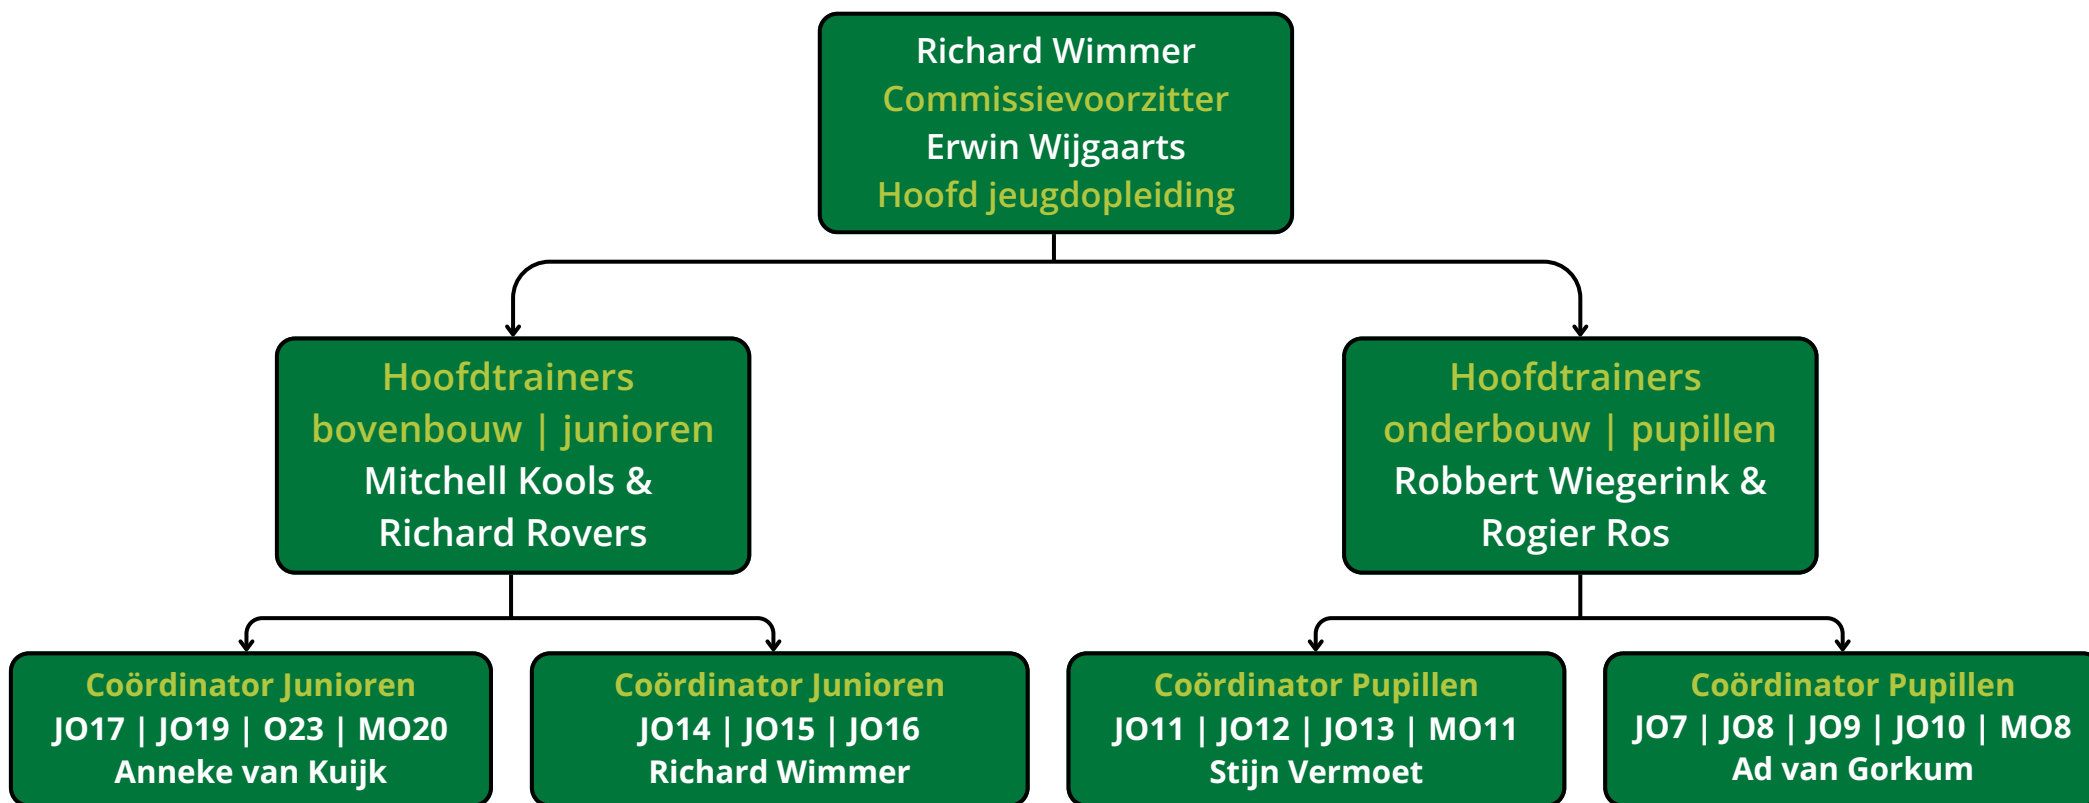 Richard Wimmer
Commissievoorzitter
Erwin Wijgaarts
Hoofd jeugdopleiding
Hoofdtrainers
bovenbouw | junioren
Mitchell Kools &
Richard Rovers
Hoofdtrainers
onderbouw | pupillen
Robbert Wiegerink &
Rogier Ros
Coördinator Junioren
JO17 | JO19 | O23 | MO20
Anneke van Kuijk
Coördinator Junioren
JO14 | JO15 | JO16
Richard Wimmer
Coördinator Pupillen
JO11 | JO12 | JO13 | MO11
Stijn Vermoet
Coördinator Pupillen
JO7 | JO8 | JO9 | JO10 | MO8
Ad van Gorkum